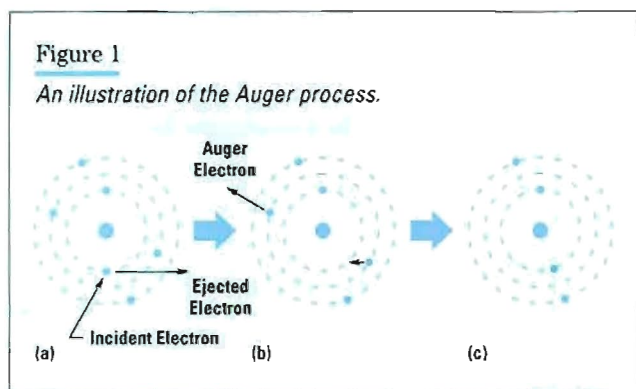 Figure 1
An illustration of the Auger process.
Auger
Electron
Ejected
Electron
Incident Electron
(a)
(b)
(c)